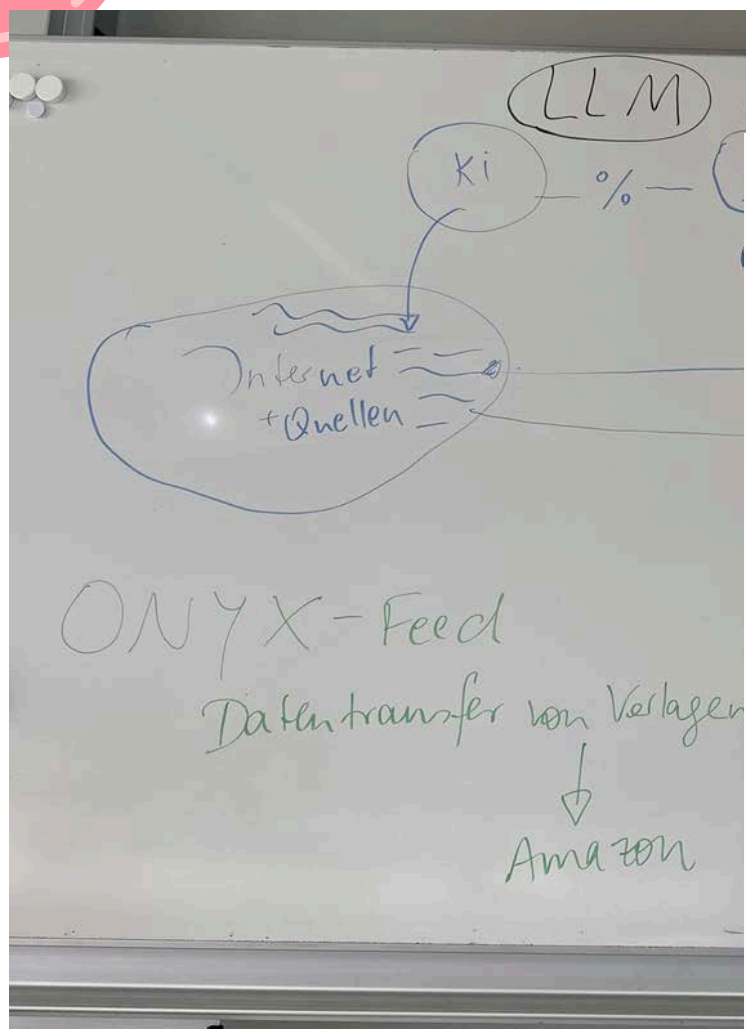 LLM
Ki
%
Internet
+Quellen
ONYX-Feed
Datentransfer von Verlagen
Amazon